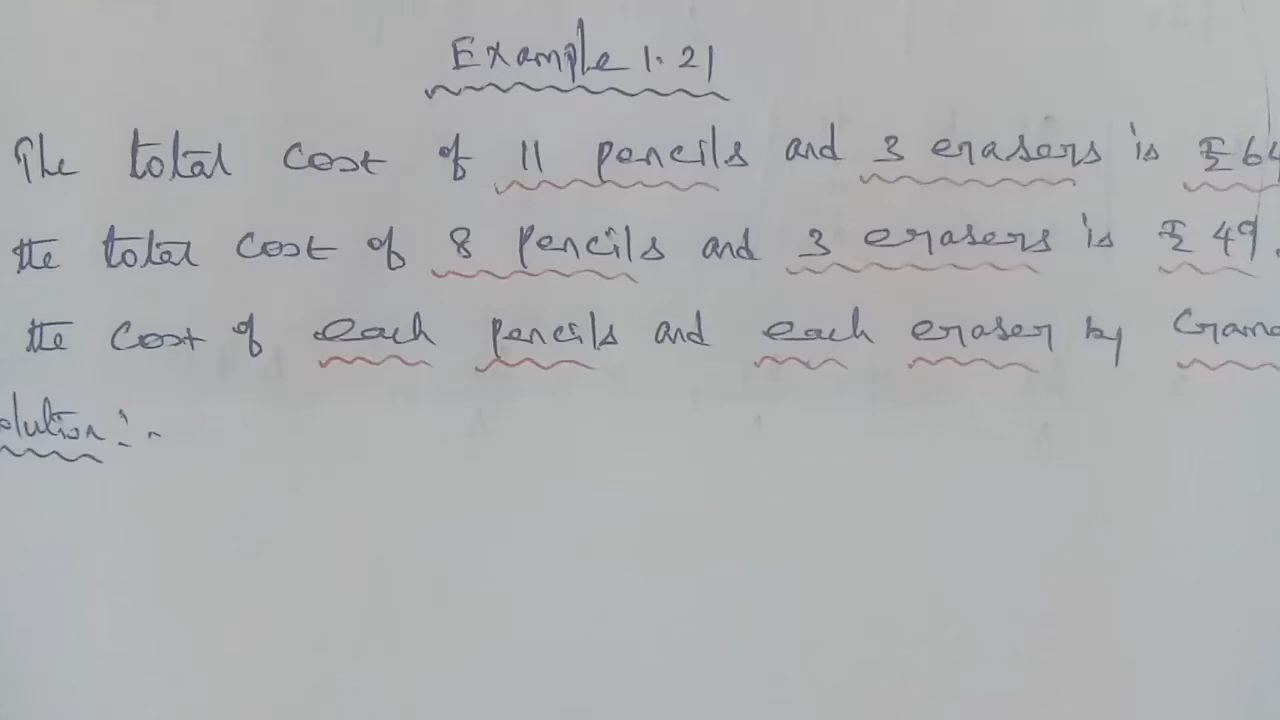 Example 1.21
The total cost of 11 pencils and 3 erasers is ₹ 64
the total cost of 8 pencils and 3 erasers is ₹ 49.
the cost of each pencils and each eraser by
olution:-